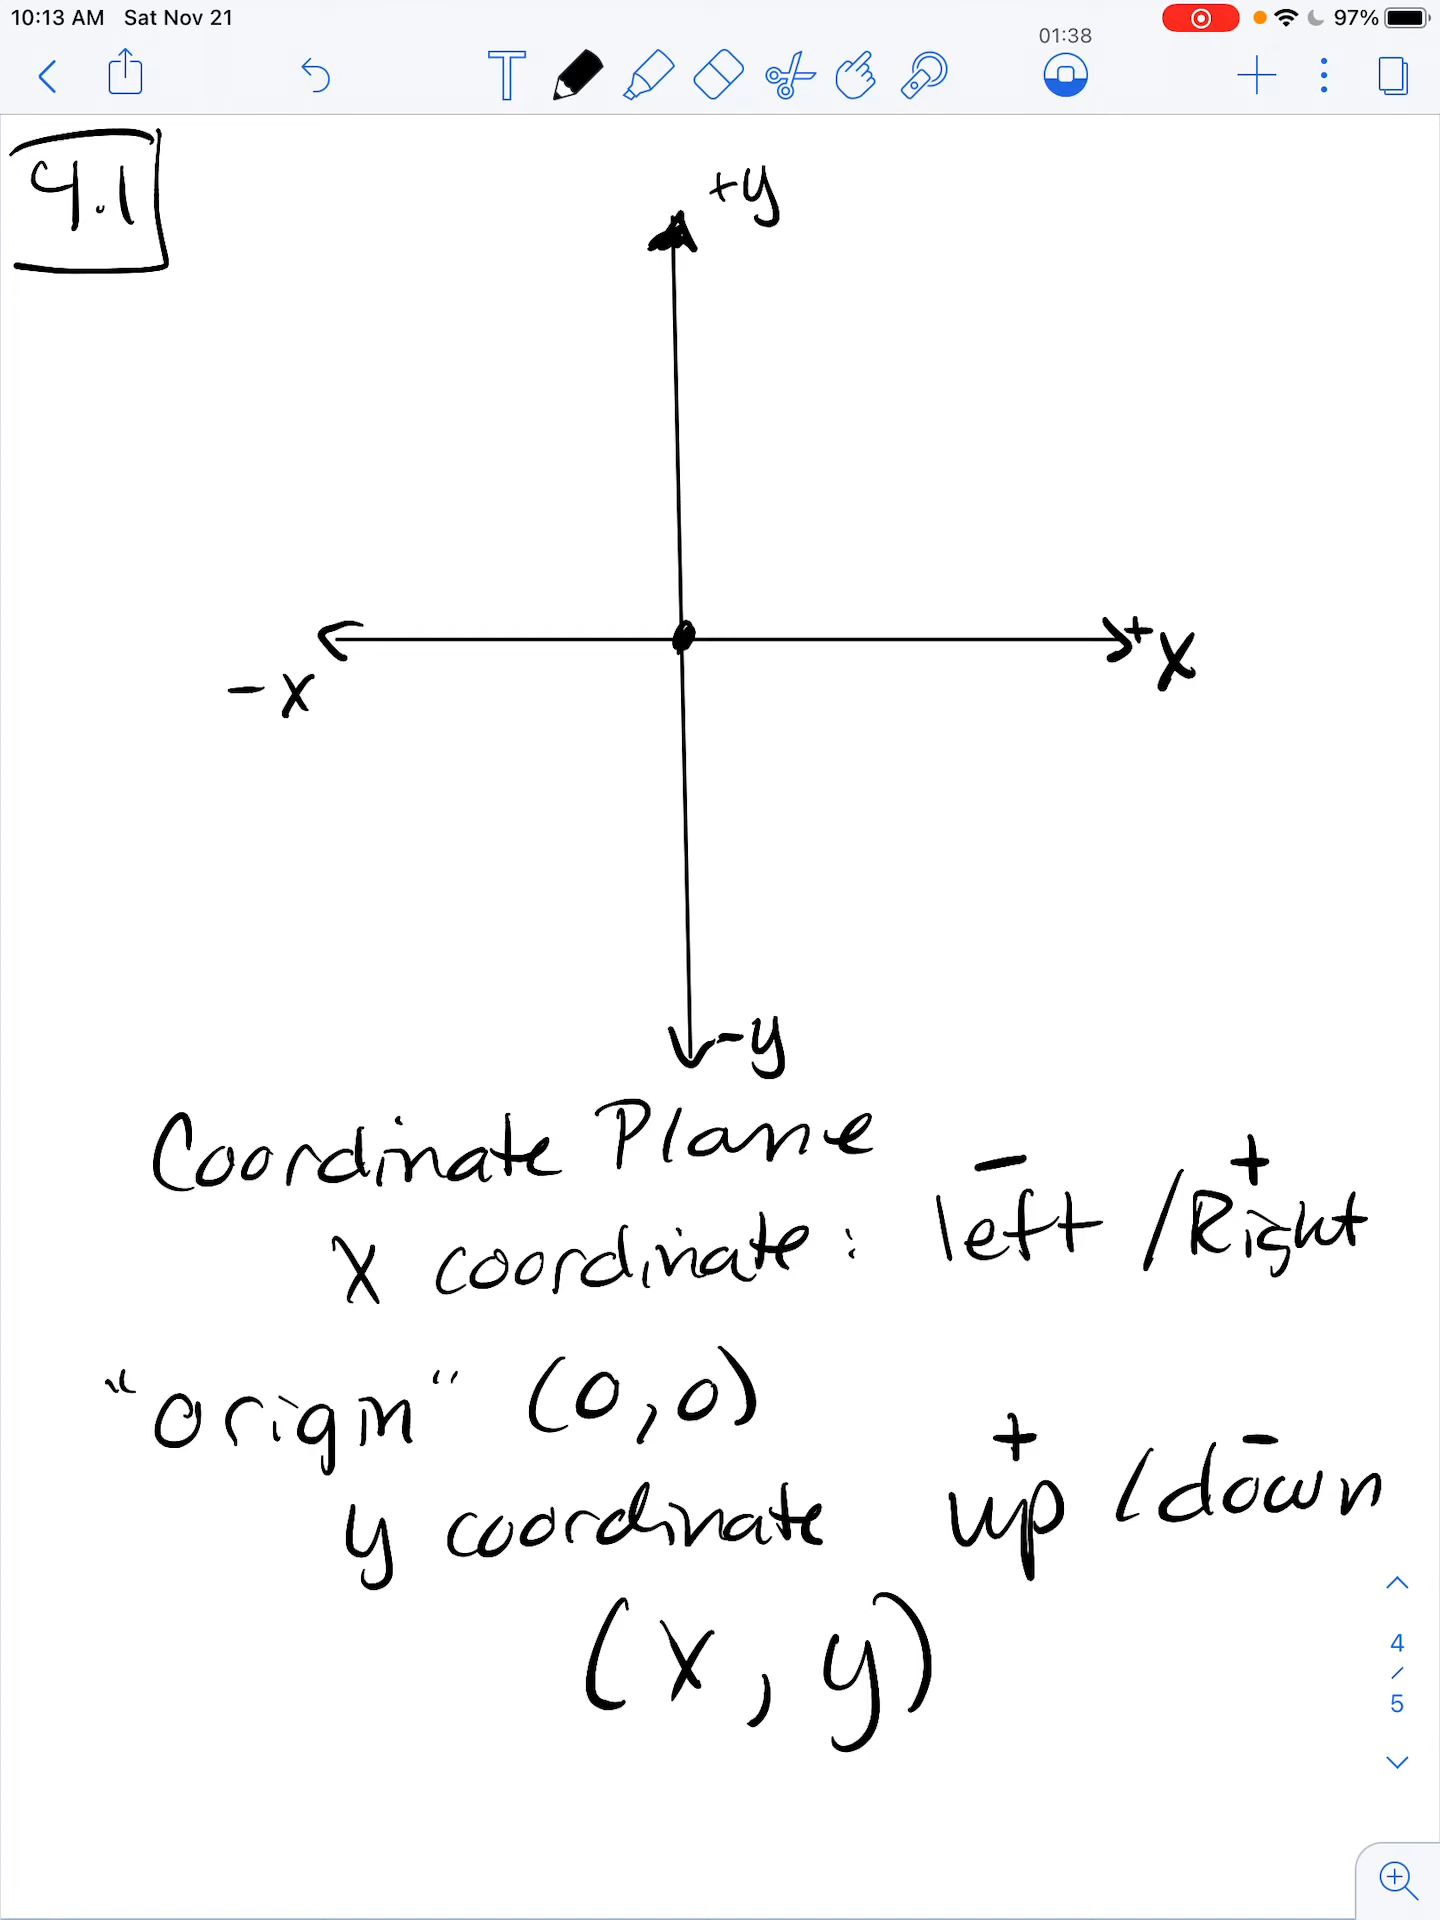 10:13 AM Sat Nov 21
97%
01:38
T
4.1
+y
-x
+x
-y
Coordinate Plane
- +
x coordinate: left / Right
"origin" (0,0)
+ -
y coordinate up / down
(x, y)
4
/
5